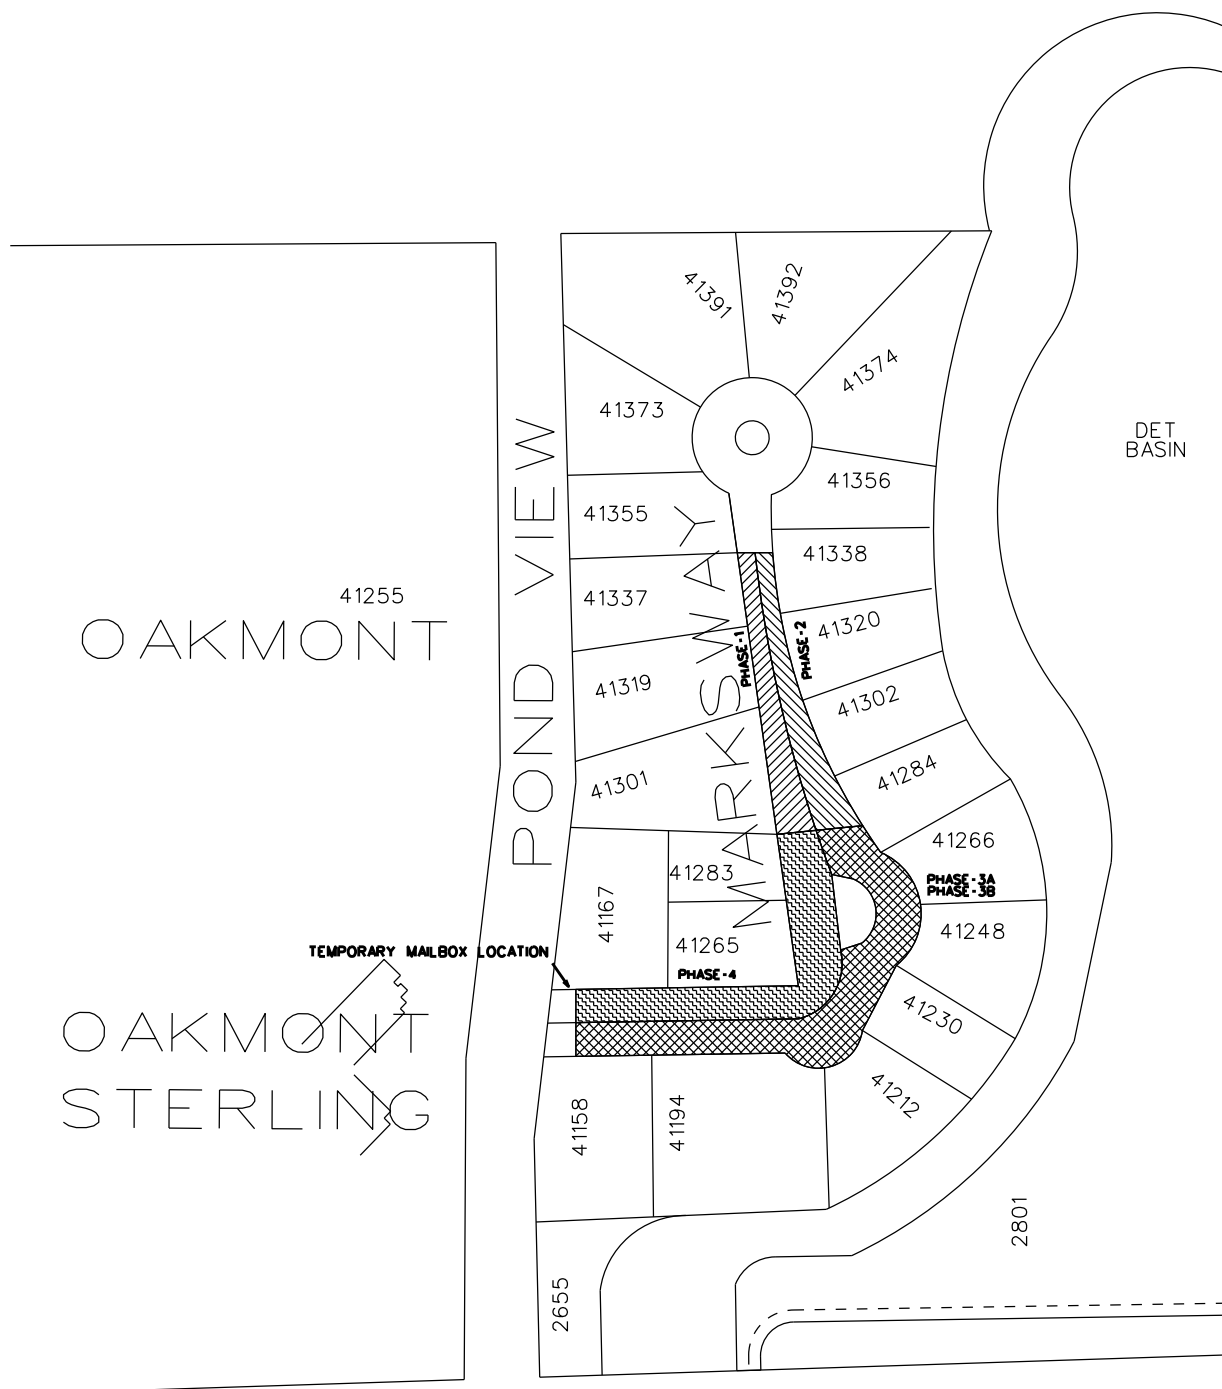 41391
41392
41374
41373
DET
BASIN
41356
41355
41338
41255
OAKMONT
41337
41320
POND VIEW
MARKSWAY
PHASE-1
PHASE-2
41319
41302
41301
41284
41266
41283
PHASE-3A
PHASE-3B
41167
41265
41248
TEMPORARY MAILBOX LOCATION
PHASE-4
41230
OAKMONT
STERLING
41212
41158
41194
2801
2655